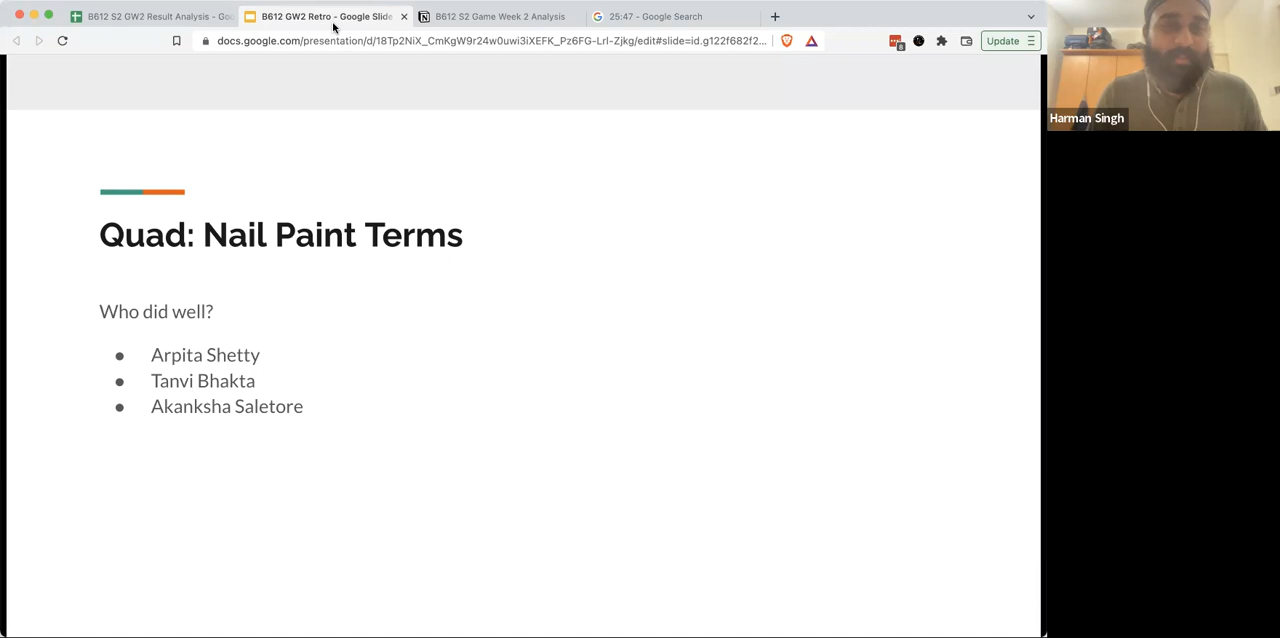 B612 S2 GW2 Result Analysis - Goo
B612 GW2 Retro - Google Slide
B612 S2 Game Week 2 Analysis
25:47 - Google Search
docs.google.com/presentation/d/18Tp2NiX_CmKgW9r24w0uwi3iXEFK_Pz6FG-Lrl-Zjkg/edit#slide=id.g122f682f2...
8
Update
Harman Singh
Quad: Nail Paint Terms
Who did well?
● Arpita Shetty
● Tanvi Bhakta
● Akanksha Saletore